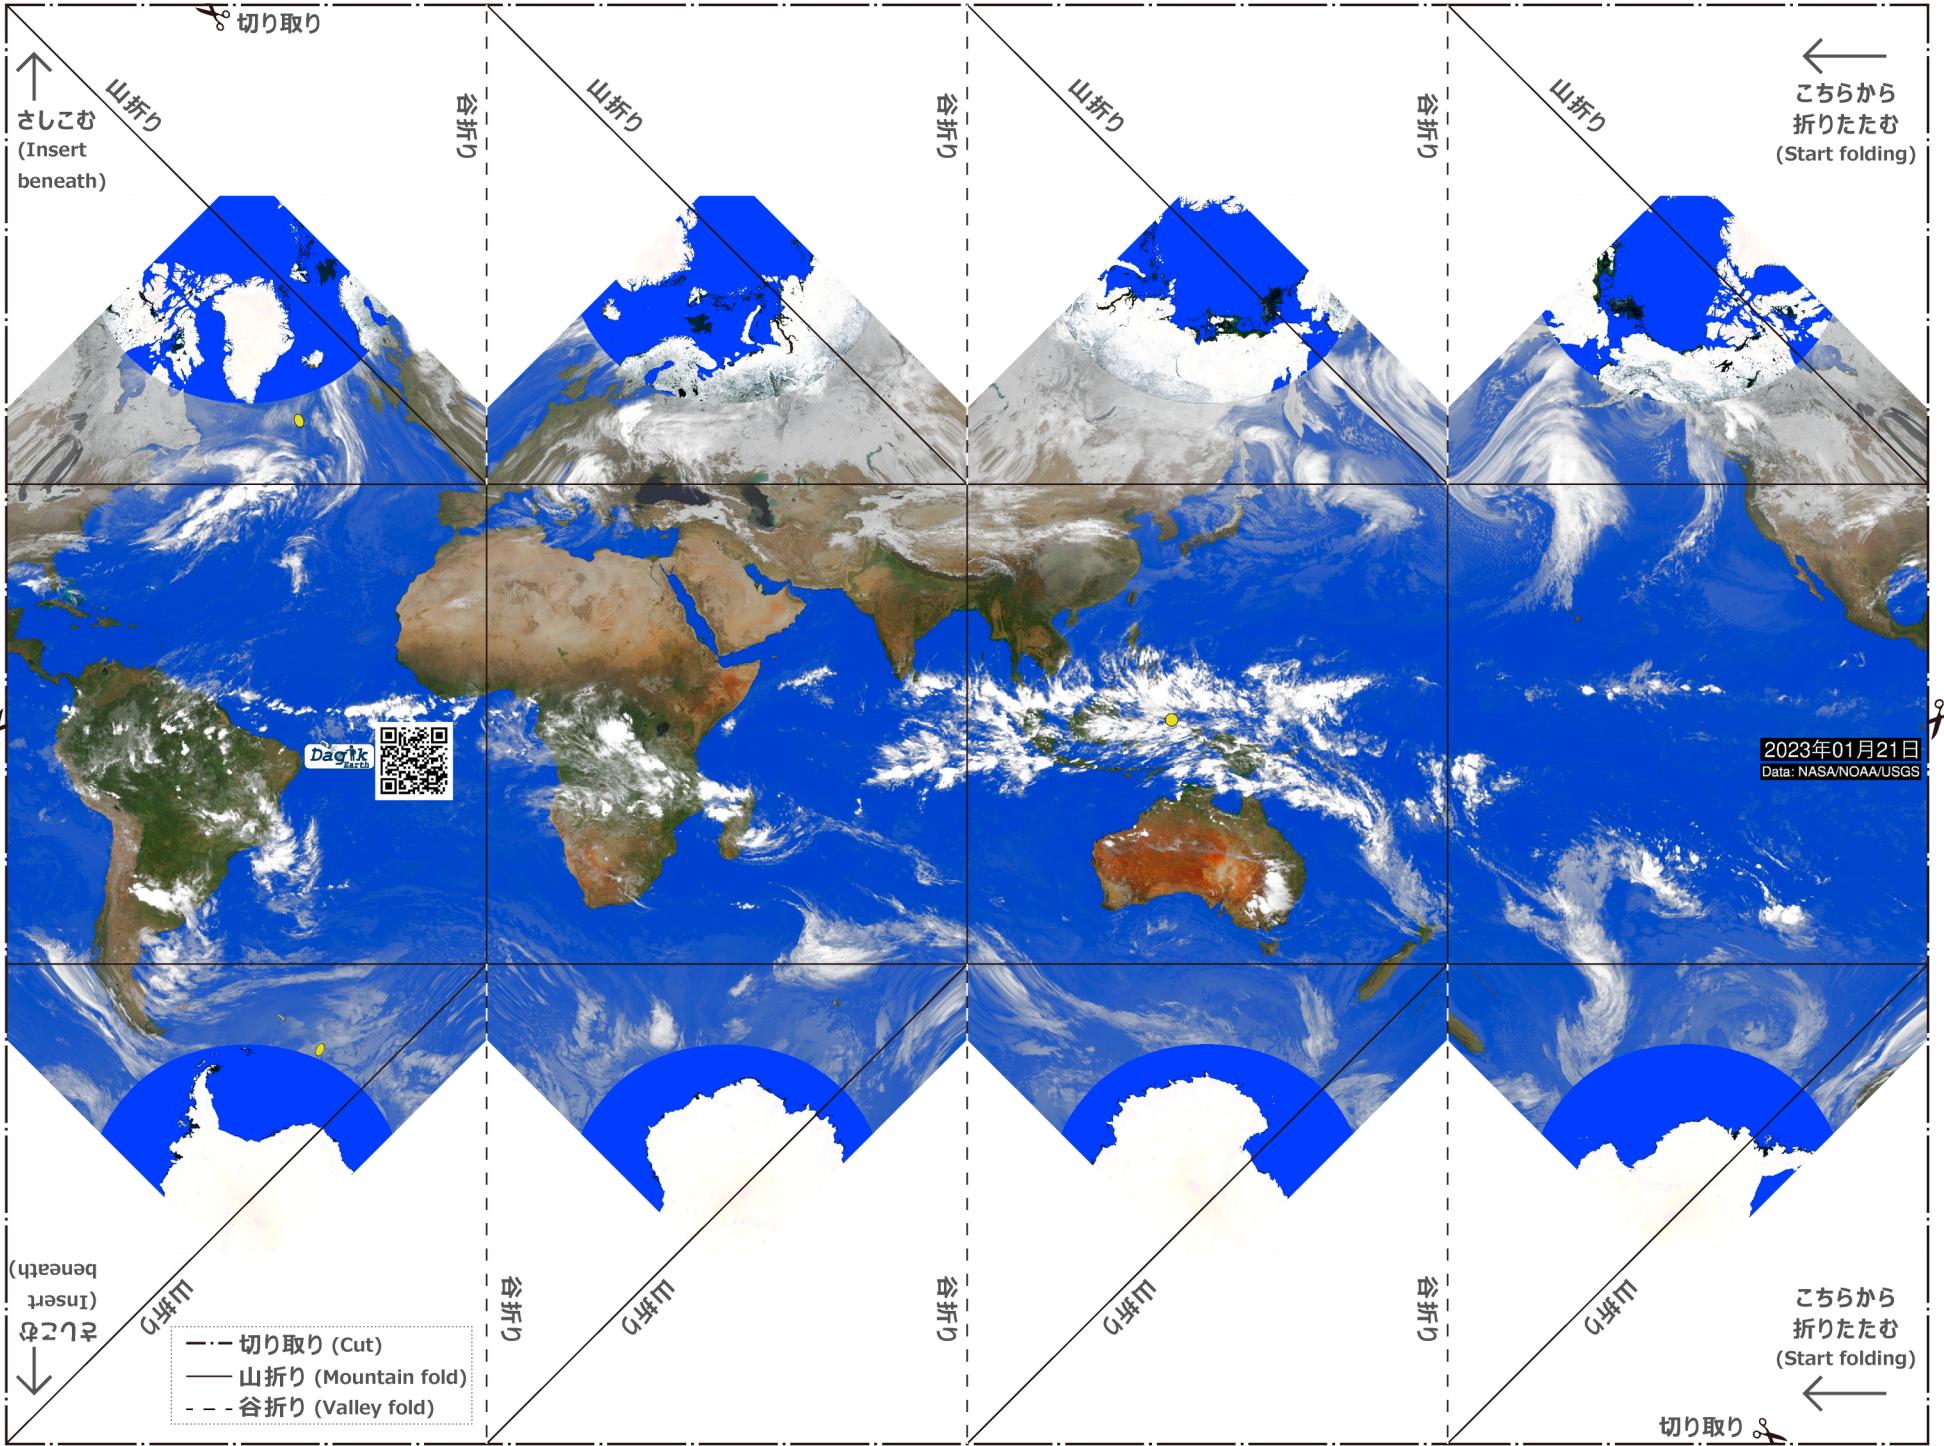 切り取り
山折り
谷折り
山折り
谷折り
山折り
谷折り
山折り
さしこむ
(Insert
beneath)
こちらから
折りたたむ
(Start folding)
Dagik
Earth
2023年01月21日
Data: NASA/NOAA/USGS
さしこむ
(Insert
beneath)
山折り
谷折り
山折り
谷折り
山折り
谷折り
山折り
こちらから
折りたたむ
(Start folding)
切り取り (Cut)
山折り (Mountain fold)
谷折り (Valley fold)
切り取り